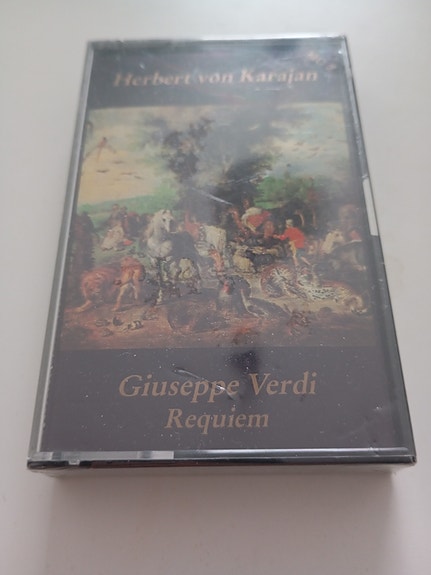 Herbert von Karajan
Giuseppe Verdi
Requiem